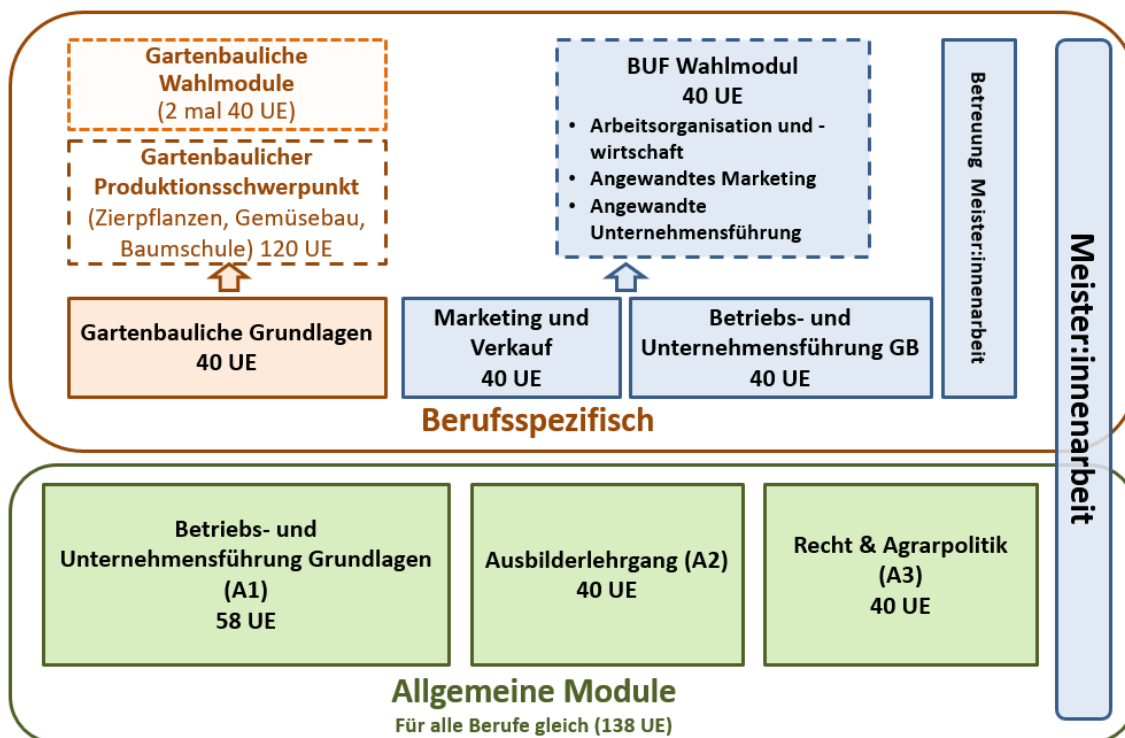 Gartenbauliche
Wahlmodule
(2 mal 40 UE)
Gartenbaulicher
Produktionsschwerpunkt
(Zierpflanzen, Gemüsebau,
Baumschule) 120 UE
Gartenbauliche Grundlagen
40 UE
BUF Wahlmodul
40 UE
• Arbeitsorganisation und -
wirtschaft
• Angewandtes Marketing
• Angewandte
Unternehmensführung
Marketing und
Verkauf
40 UE
Betriebs- und
Unternehmensführung GB
40 UE
Betreuung Meister:innenarbeit
Meister:innenarbeit
Berufsspezifisch
Betriebs- und
Unternehmensführung Grundlagen
(A1)
58 UE
Ausbilderlehrgang (A2)
40 UE
Recht & Agrarpolitik
(A3)
40 UE
Allgemeine Module
Für alle Berufe gleich (138 UE)